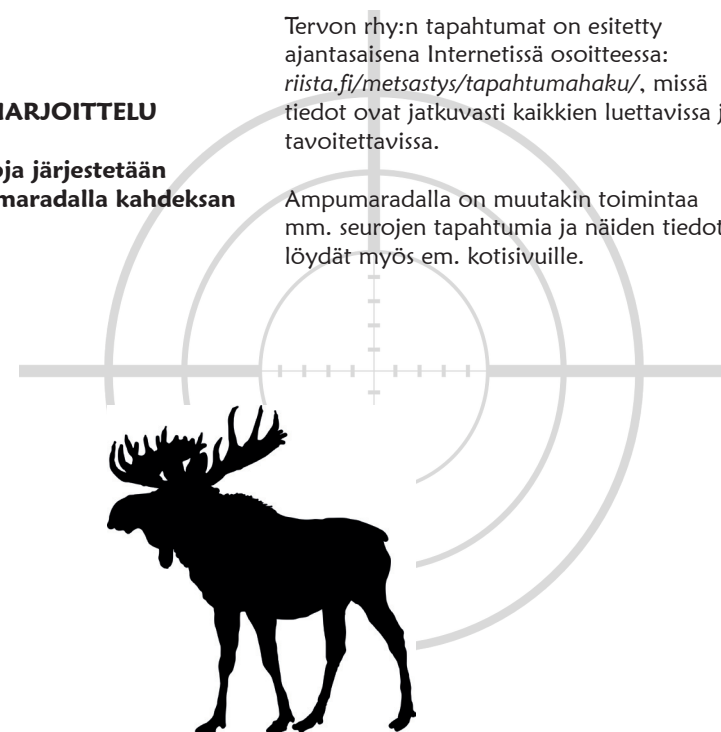 HARJOITTELU
järjestetään
maradalla kahdeksan
Tervon rhy:n tapahtumat on esitetty
ajantasaisena Internetissä osoitteessa:
riista.fi/metsastys/tapahtumahaku/, missä
tiedot ovat jatkuvasti kaikkien luettavissa
tavoitettavissa.
Ampumaradalla on muutakin toimintaa
mm. seurojen tapahtumia ja näiden tiedot
löydät myös em. kotisivuille.